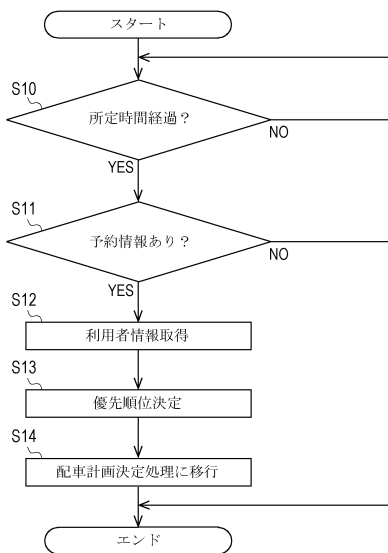 スタート
S10
所定時間経過？
NO
YES
S11
予約情報あり？
NO
YES
S12
利用者情報取得
S13
優先順位決定
S14
配車計画決定処理に移行
エンド